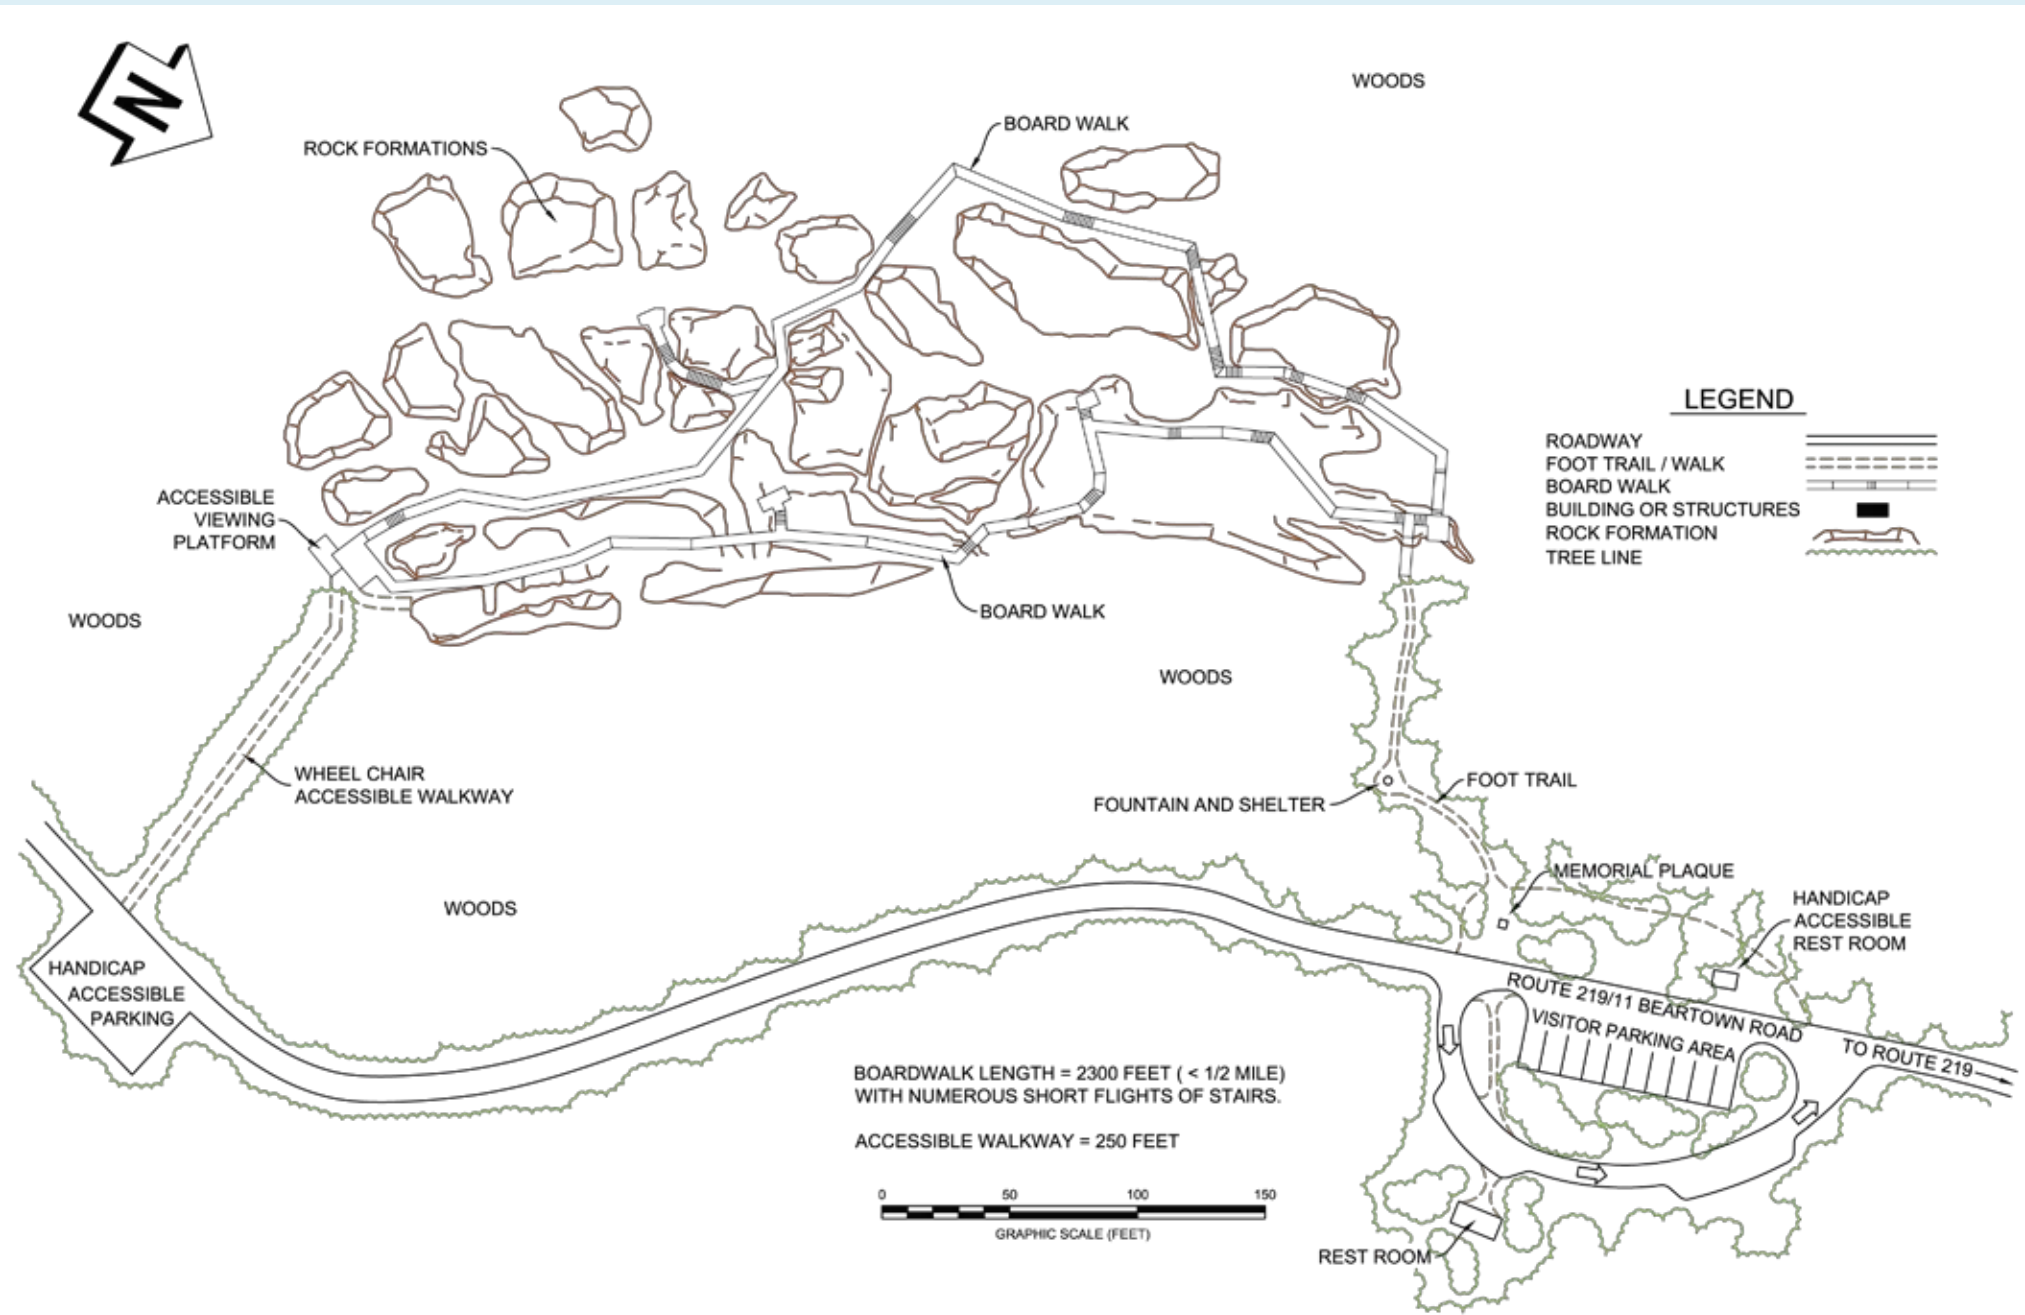 N
WOODS
BOARD WALK
ROCK FORMATIONS
LEGEND
ROADWAY
FOOT TRAIL / WALK
BOARD WALK
BUILDING OR STRUCTURES
ROCK FORMATION
TREE LINE
ACCESSIBLE
VIEWING
PLATFORM
WOODS
BOARD WALK
WOODS
WHEEL CHAIR
ACCESSIBLE WALKWAY
FOUNTAIN AND SHELTER
FOOT TRAIL
WOODS
MEMORIAL PLAQUE
HANDICAP
ACCESSIBLE
REST ROOM
HANDICAP
ACCESSIBLE
PARKING
ROUTE 219/11 BEARTOWN ROAD
VISITOR PARKING AREA
TO ROUTE 219
BOARDWALK LENGTH = 2300 FEET ( < 1/2 MILE)
WITH NUMEROUS SHORT FLIGHTS OF STAIRS.
ACCESSIBLE WALKWAY = 250 FEET
0 50 100 150
GRAPHIC SCALE (FEET)
REST ROOM